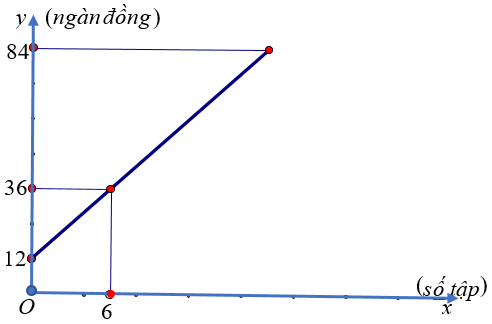 y (ngàn đồng)
84
36
12
O
6
(số tập)
x